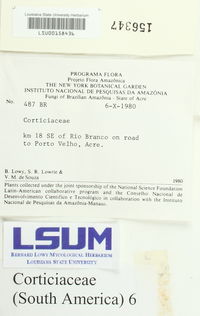 Louisiana State University Herbarium
LSU00158436
156347
PROGRAMA FLORA
Projeto Flora Amazônica
THE NEW YORK BOTANICAL GARDEN
INSTITUTO NACIONAL DE PESQUISAS DA AMAZÔNIA
Fungi of Brazilian Amazônia - State of Acre
No. 487 BR 6-X-1980
Corticiaceae
km 18 SE of Rio Branco on road
to Porto Velho, Acre.
B. Lowy, S. R. Lowrie &
V. M. de Souza 1980
Plants collected under the joint sponsorship of the National Science Foundation
Latin-American collaborative program and the Conselho Nacional de
Desenvolvimento Científico e Tecnológico in collaboration with the Instituto
Nacional de Pesquisas da Amazônia-Manaus.
LSUM
BERNARD LOWY MYCOLOGICAL HERBARIUM
LOUISIANA STATE UNIVERSITY
Corticiaceae
(South America) 6